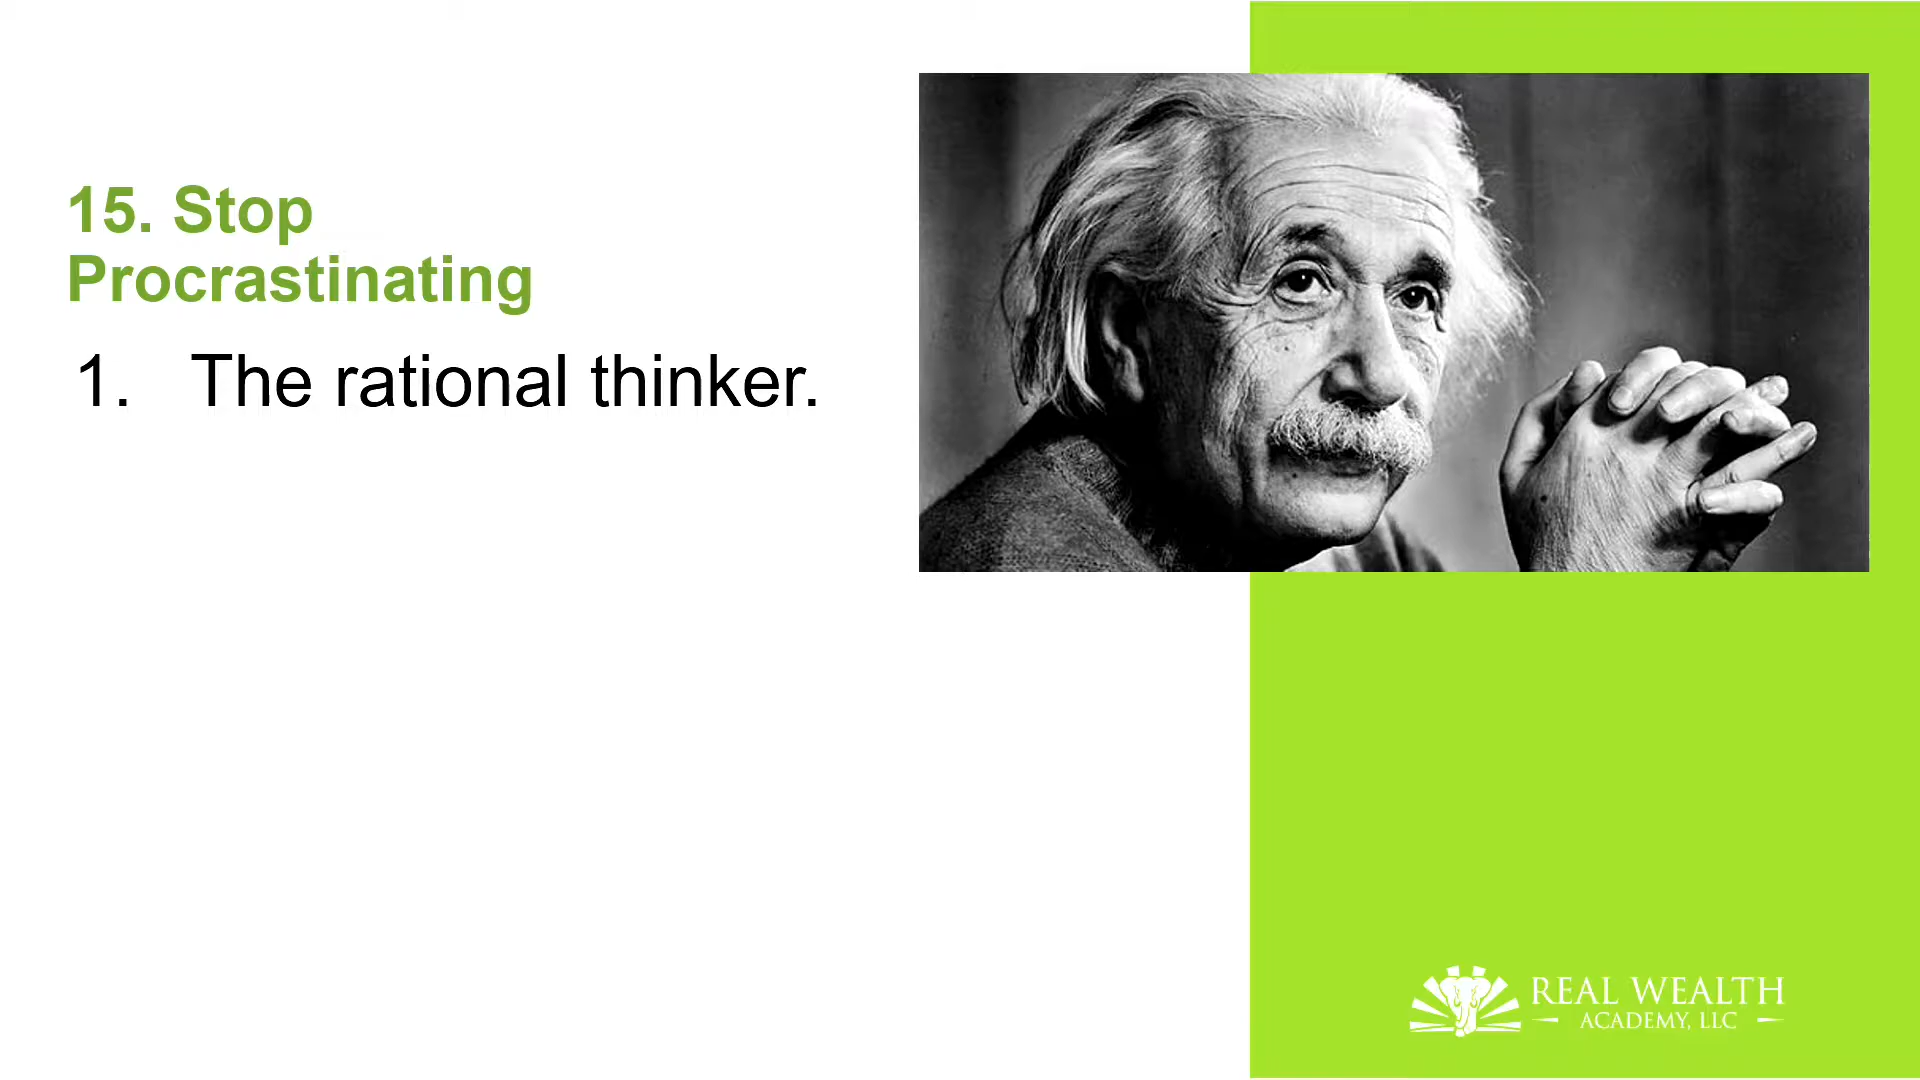 15. Stop
Procrastinating
1. The rational thinker.
REAL WEALTH
ACADEMY, LLC